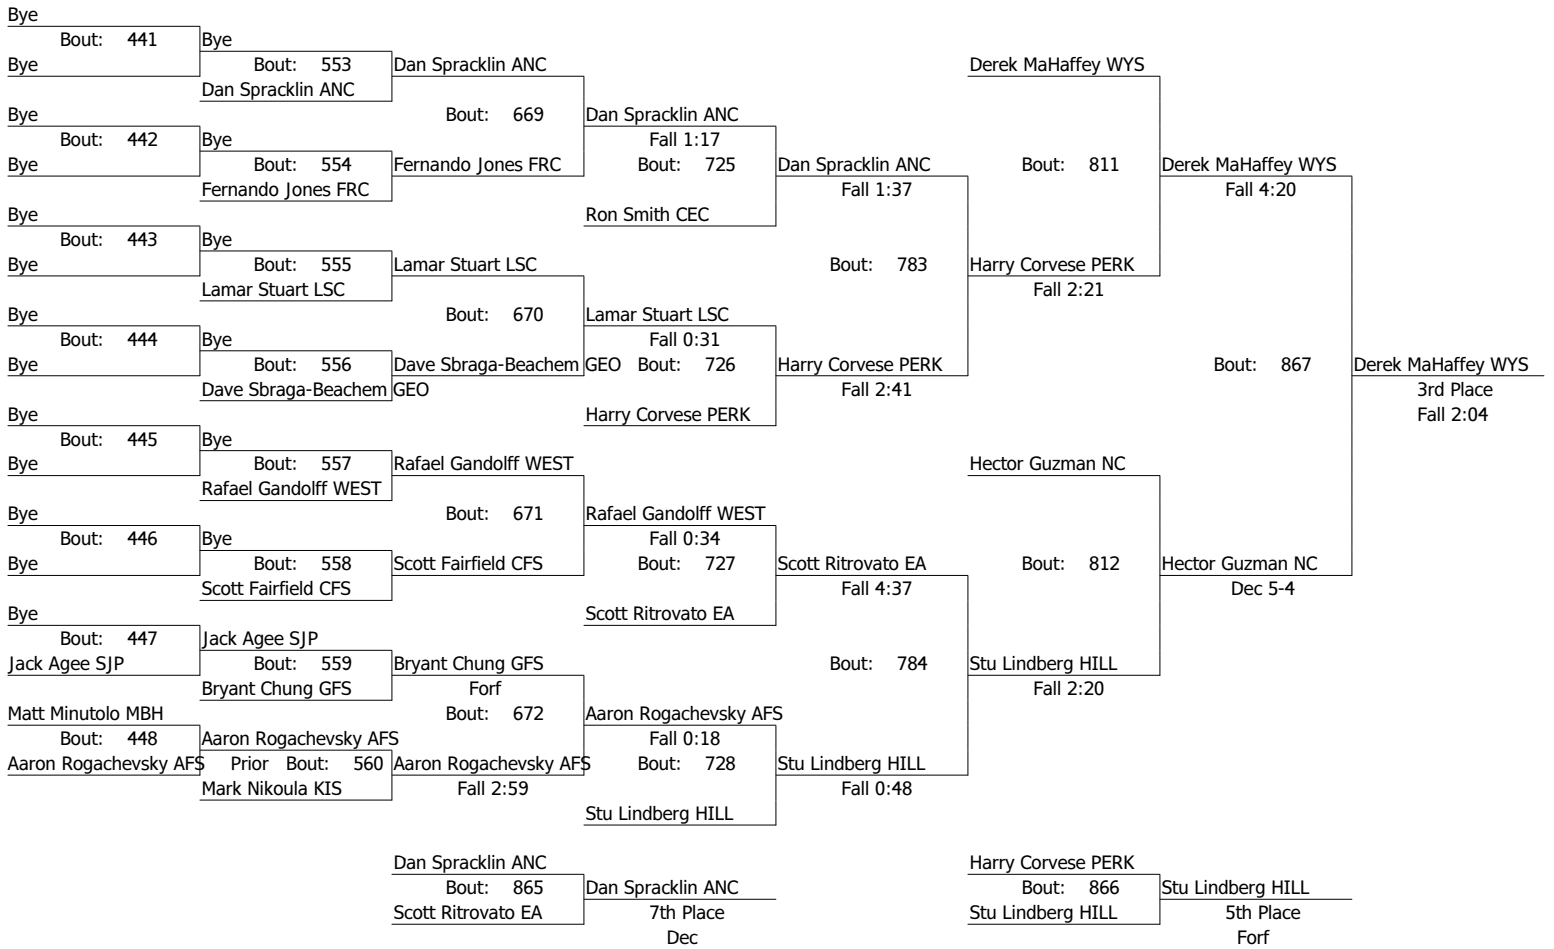 Bye
Bout: 441 Bye
Bye Bout: 553 Dan Spracklin ANC Derek MaHaffey WYS
Dan Spracklin ANC
Bye Bout: 669 Dan Spracklin ANC
Bout: 442 Bye Fall 1:17
Bye Bout: 554 Fernando Jones FRC Bout: 725 Dan Spracklin ANC Bout: 811 Derek MaHaffey WYS
Fernando Jones FRC Fall 1:37 Fall 4:20
Bye Ron Smith CEC
Bout: 443 Bye
Bye Bout: 555 Lamar Stuart LSC Bout: 783 Harry Corvese PERK
Lamar Stuart LSC Fall 2:21
Bye Bout: 670 Lamar Stuart LSC
Bout: 444 Bye Fall 0:31
Bye Bout: 556 Dave Sbraga-Beachem GEO Bout: 726 Harry Corvese PERK Bout: 867 Derek MaHaffey WYS
Dave Sbraga-Beachem GEO Fall 2:41 3rd Place
Bye Harry Corvese PERK Fall 2:04
Bout: 445 Bye
Bye Bout: 557 Rafael Gandolff WEST Hector Guzman NC
Rafael Gandolff WEST
Bye Bout: 671 Rafael Gandolff WEST
Bout: 446 Bye Fall 0:34
Bye Bout: 558 Scott Fairfield CFS Bout: 727 Scott Ritrovato EA Bout: 812 Hector Guzman NC
Scott Fairfield CFS Fall 4:37 Dec 5-4
Bye Scott Ritrovato EA
Bout: 447 Jack Agee SJP
Jack Agee SJP Bout: 559 Bryant Chung GFS Bout: 784 Stu Lindberg HILL
Bryant Chung GFS Forf Fall 2:20
Matt Minutolo MBH Bout: 672 Aaron Rogachevsky AFS
Bout: 448 Aaron Rogachevsky AFS Fall 0:18
Aaron Rogachevsky AFS Prior Bout: 560 Aaron Rogachevsky AFS Bout: 728 Stu Lindberg HILL
Mark Nikoula KIS Fall 2:59 Fall 0:48
Stu Lindberg HILL
Dan Spracklin ANC Harry Corvese PERK
Bout: 865 Dan Spracklin ANC Bout: 866 Stu Lindberg HILL
Scott Ritrovato EA 7th Place Stu Lindberg HILL 5th Place
Dec Forf